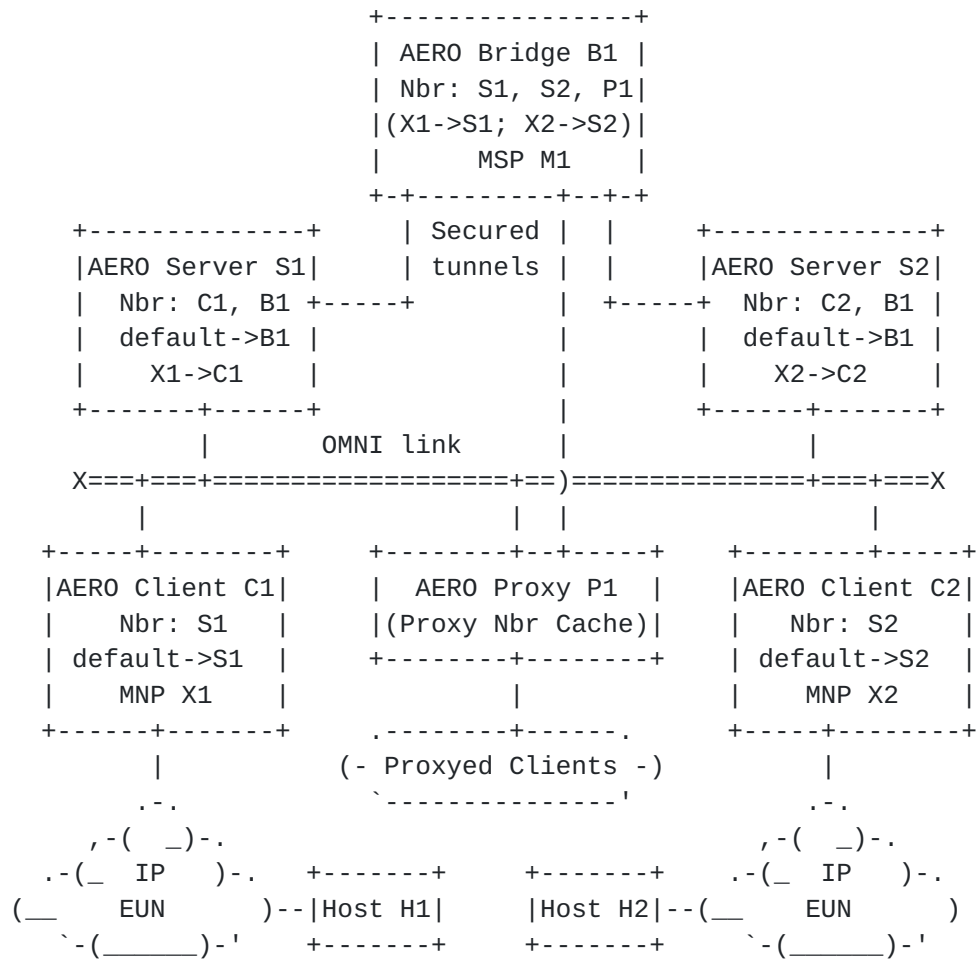 AERO Bridge B1
Nbr: S1, S2, P1
(X1->S1; X2->S2)
MSP M1
Secured
AERO Server S1 tunnels AERO Server S2
Nbr: C1, B1 Nbr: C2, B1
default->B1 default->B1
X1->C1 X2->C2
OMNI link
AERO Client C1 AERO Proxy P1 AERO Client C2
Nbr: S1 (Proxy Nbr Cache) Nbr: S2
default->S1 default->S2
MNP X1 MNP X2
(- Proxyed Clients -)
IP IP
EUN Host H1 Host H2 EUN